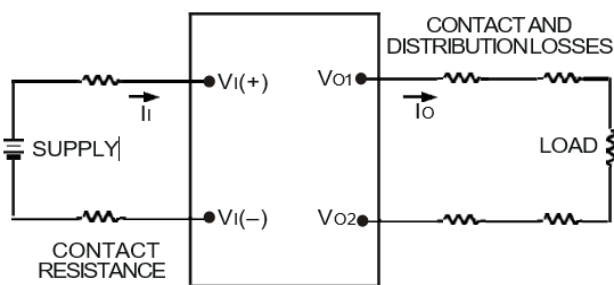 CONTACT AND
DISTRIBUTION LOSSES
VI(+)
VO1
II
IO
SUPPLY
LOAD
VI(–)
VO2
CONTACT
RESISTANCE